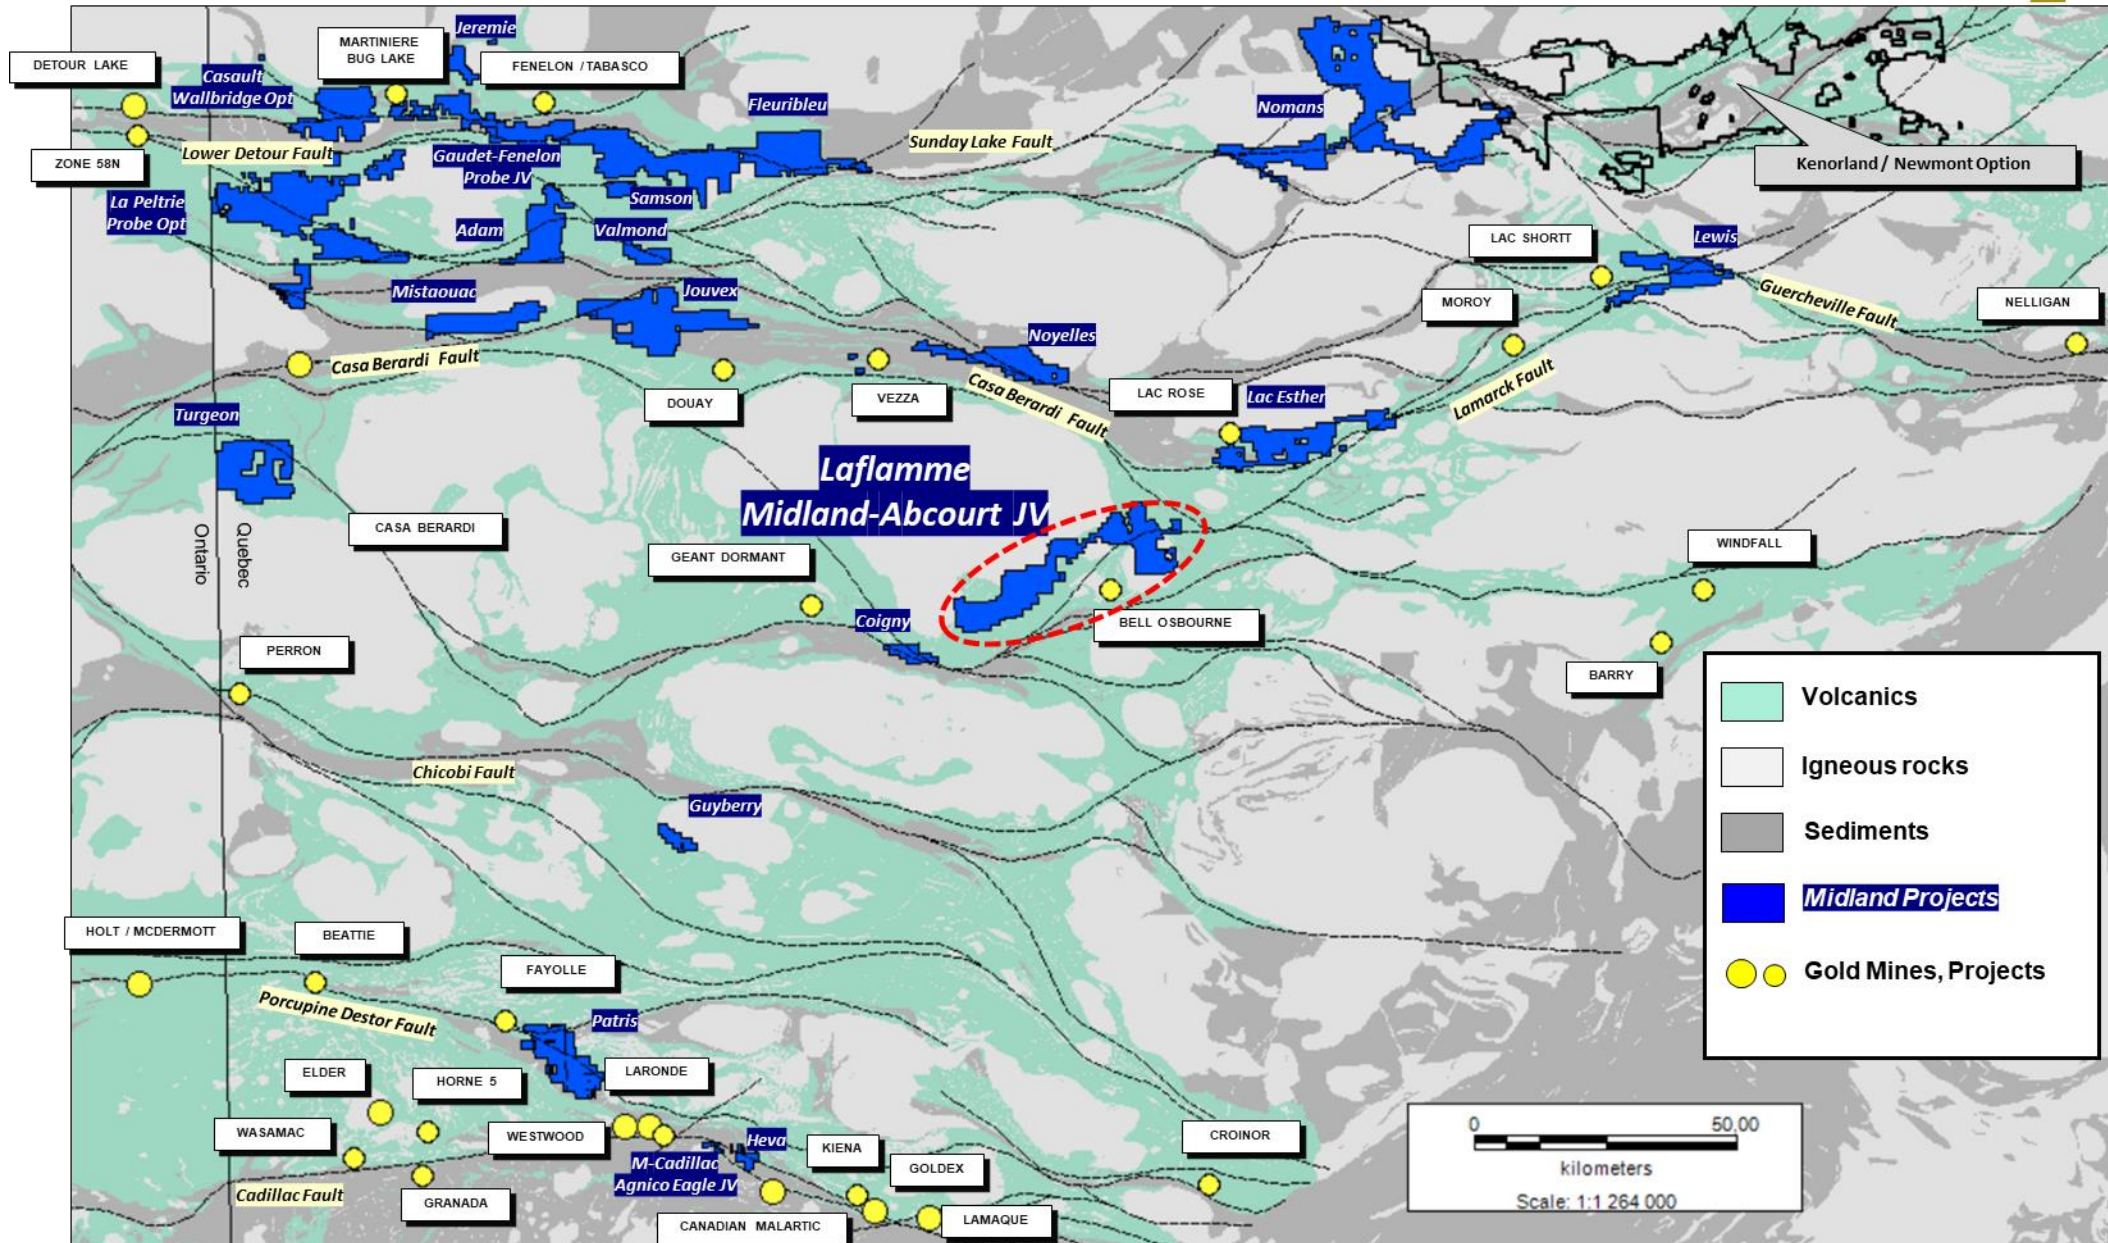 Jeremie
MARTINIERE
BUG LAKE
DETOUR LAKE
FENELON / TABASCO
Casault
Wallbridge Opt
Fleuribleu
Nomans
Sunday Lake Fault
Lower Detour Fault
ZONE 58N
Gaudet-Fenelon
Probe JV
Kenorland / Newmont Option
Samson
La Peltrie
Probe Opt
Adam
Valmond
LAC SHORTT
Lewis
Mistaouac
Jouvex
MOROY
Guercheville Fault
NELLIGAN
Noyelles
Casa Berardi Fault
DOUAY
VEZZA
Casa Berardi Fault
LAC ROSE
Lac Esther
Lamarck Fault
Turgeon
Laflamme
Midland-Abcourt JV
CASA BERARDI
Ontario
Quebec
GEANT DORMANT
WINDFALL
Coigny
BELL OSBOURNE
PERRON
BARRY
Volcanics
Igneous rocks
Sediments
Midland Projects
Gold Mines, Projects
Chicobi Fault
Guyberry
HOLT / MCDERMOTT
BEATTIE
FAYOLLE
Porcupine Destor Fault
Patris
ELDER
HORNE 5
LARONDE
WASAMAC
WESTWOOD
Heva
KIENA
CROINOR
M-Cadillac
Agnico Eagle JV
GOLDEX
Cadillac Fault
GRANADA
CANADIAN MALARTIC
LAMAQUE
0 50,00
kilometers
Scale: 1:1 264 000